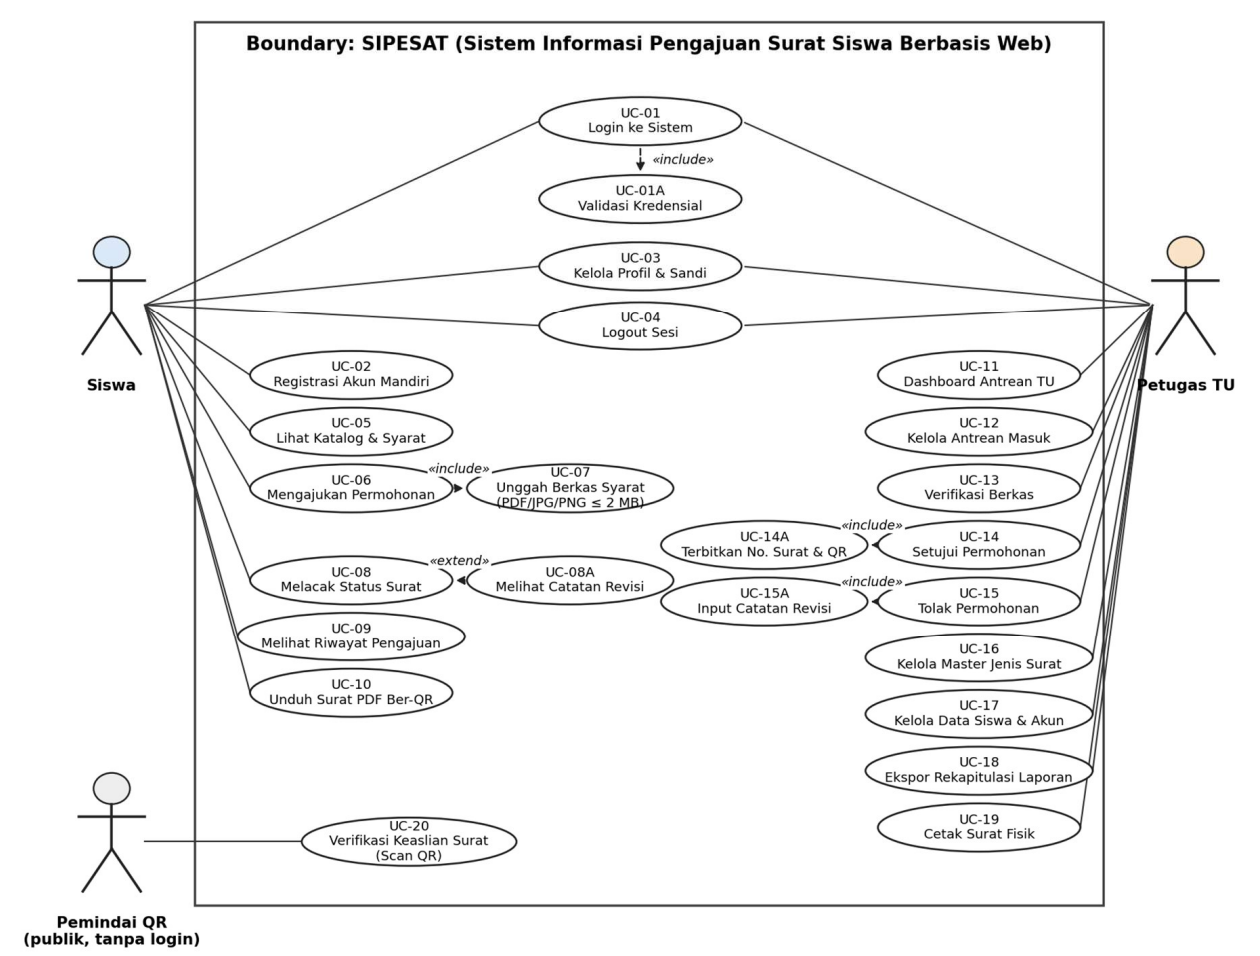 Boundary: SIPESAT (Sistem Informasi Pengajuan Surat Siswa Berbasis Web)
UC-01
Login ke Sistem
«include»
UC-01A
Validasi Kredensial
UC-03
Kelola Profil & Sandi
UC-04
Logout Sesi
Siswa
Petugas TU
UC-02
Registrasi Akun Mandiri
UC-11
Dashboard Antrean TU
UC-05
Lihat Katalog & Syarat
UC-12
Kelola Antrean Masuk
UC-06
Mengajukan Permohonan
«include»
UC-07
Unggah Berkas Syarat
(PDF/JPG/PNG ≤ 2 MB)
UC-13
Verifikasi Berkas
UC-14A
Terbitkan No. Surat & QR
«include»
UC-14
Setujui Permohonan
UC-08
Melacak Status Surat
«extend»
UC-08A
Melihat Catatan Revisi
UC-15A
Input Catatan Revisi
«include»
UC-15
Tolak Permohonan
UC-09
Melihat Riwayat Pengajuan
UC-16
Kelola Master Jenis Surat
UC-10
Unduh Surat PDF Ber-QR
UC-17
Kelola Data Siswa & Akun
UC-18
Ekspor Rekapitulasi Laporan
UC-20
Verifikasi Keaslian Surat
(Scan QR)
UC-19
Cetak Surat Fisik
Pemindai QR
(publik, tanpa login)